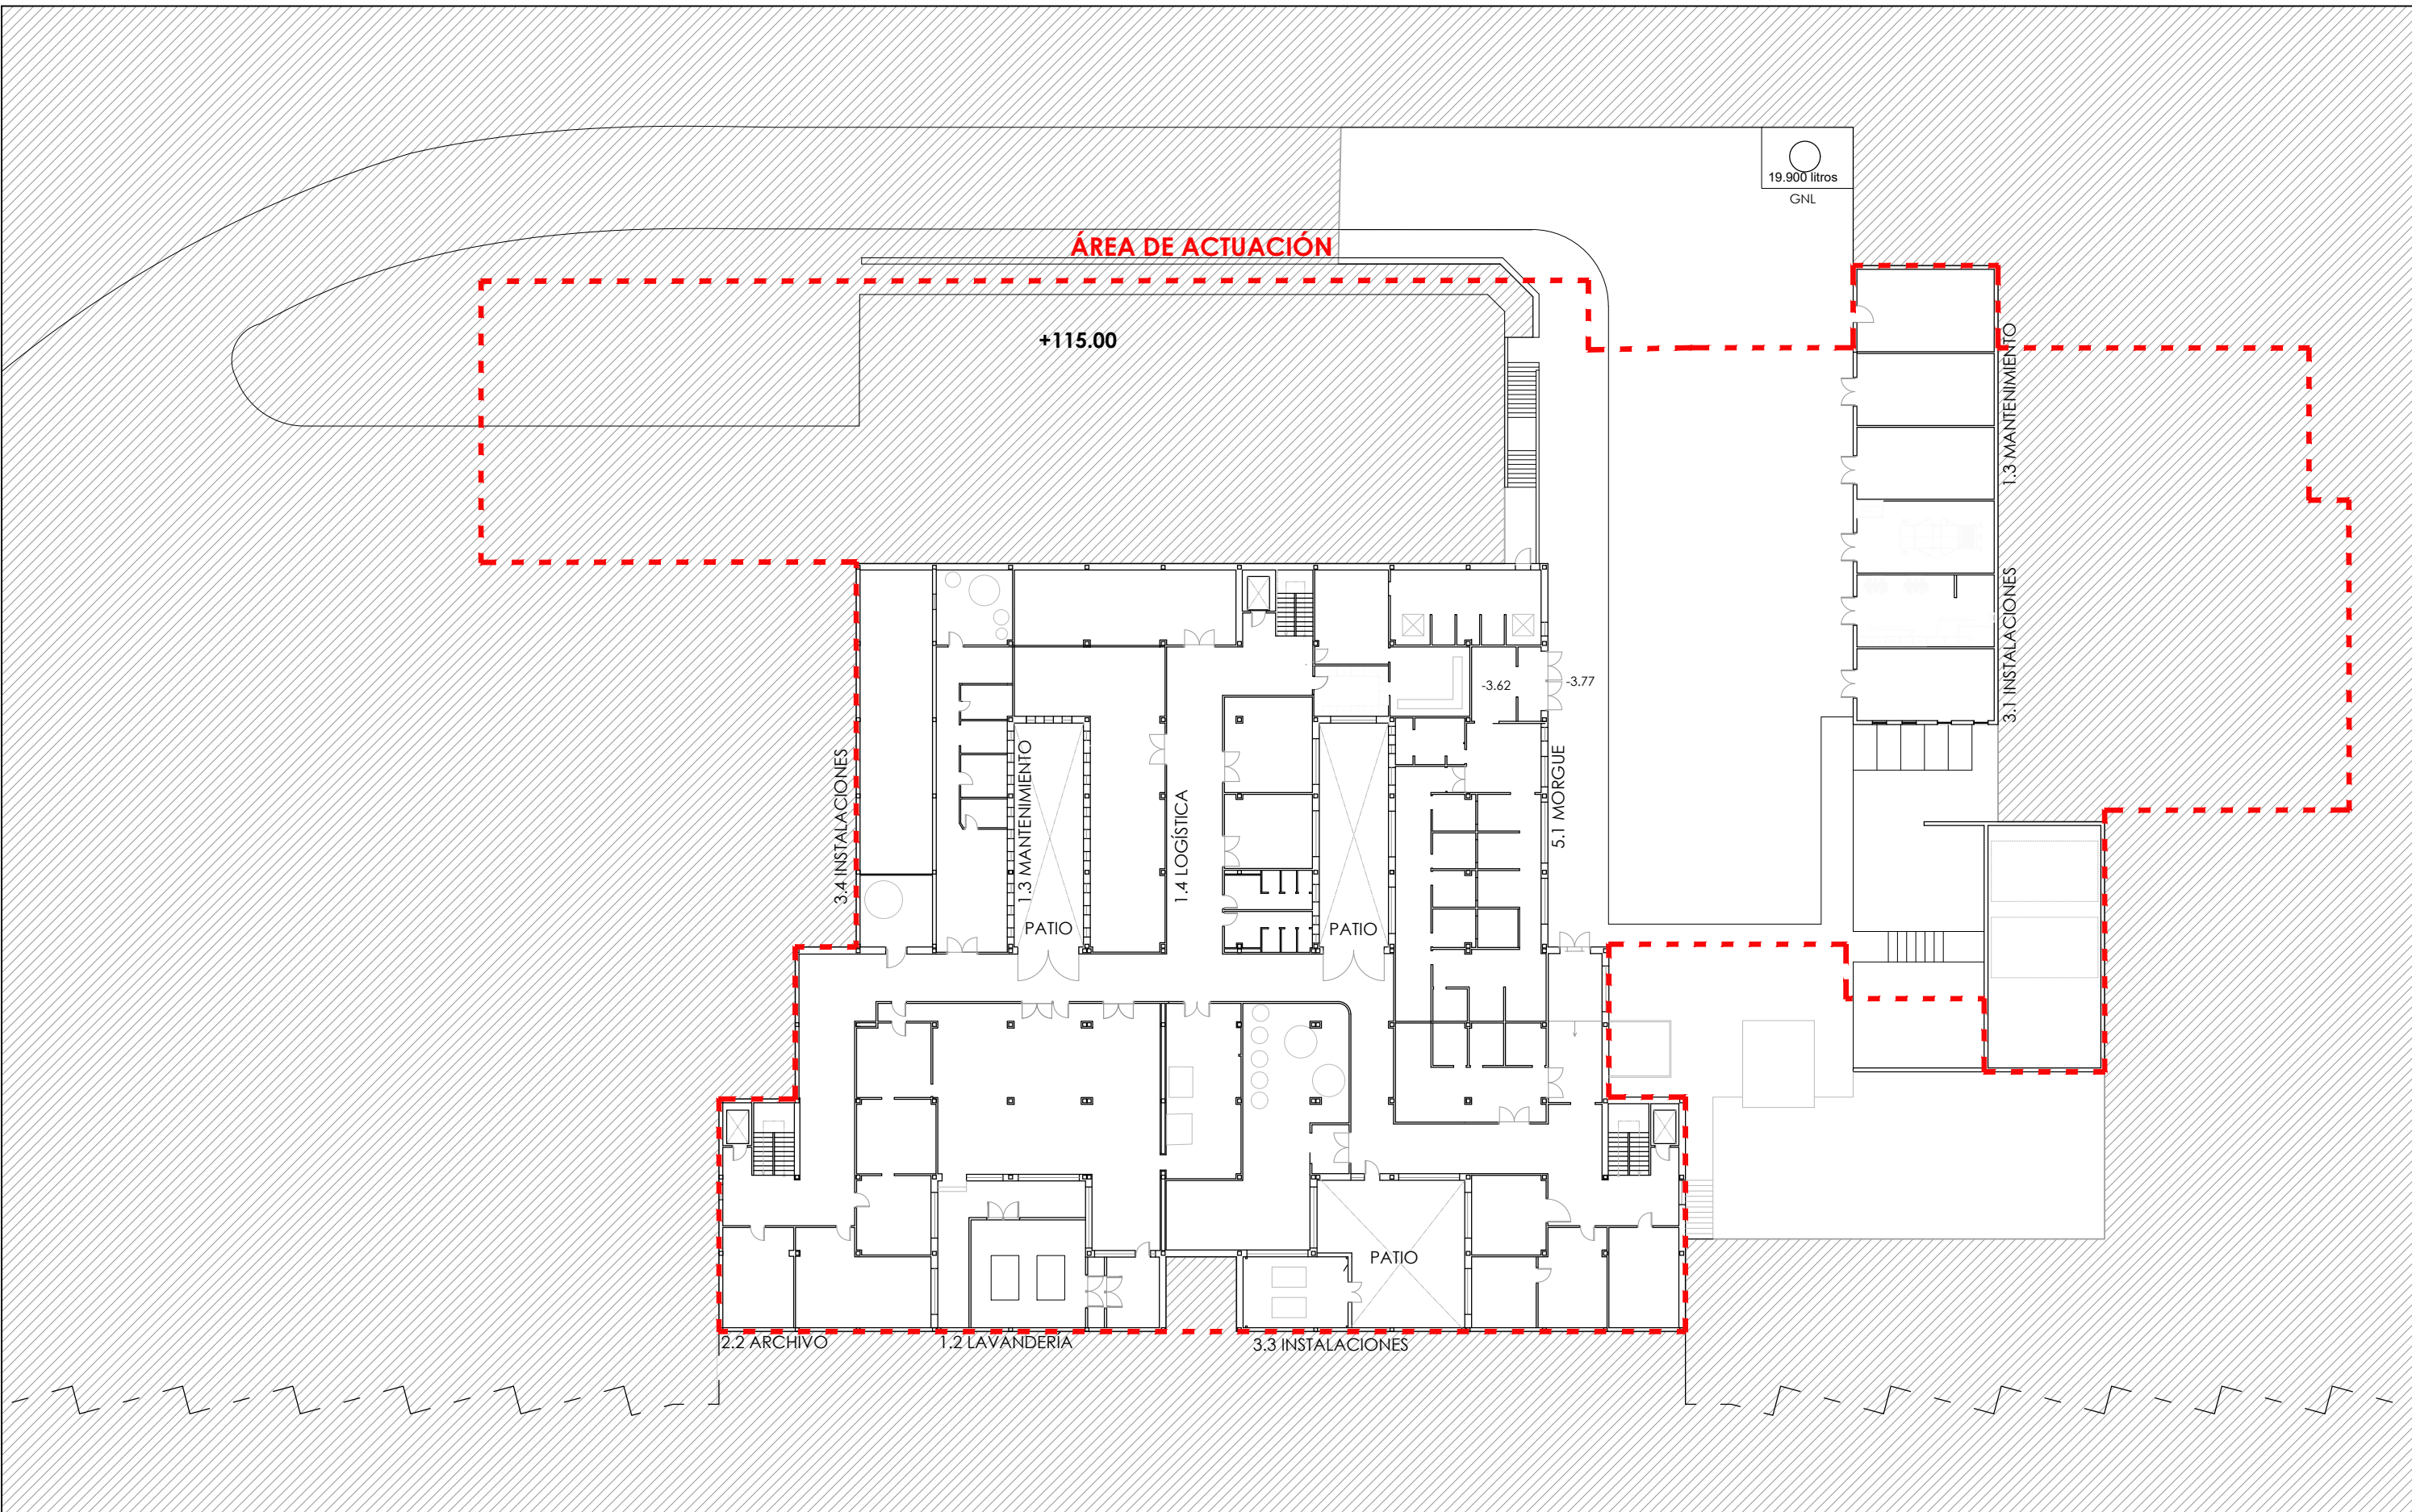 19.900 litros
GNL
ÁREA DE ACTUACIÓN
+115.00
1.3 MANTENIMIENTO
3.1 INSTALACIONES
-3.62
-3.77
3.4 INSTALACIONES
1.3 MANTENIMIENTO
1.4 LOGÍSTICA
5.1 MORGUE
PATIO
PATIO
PATIO
2.2 ARCHIVO
1.2 LAVANDERÍA
3.3 INSTALACIONES